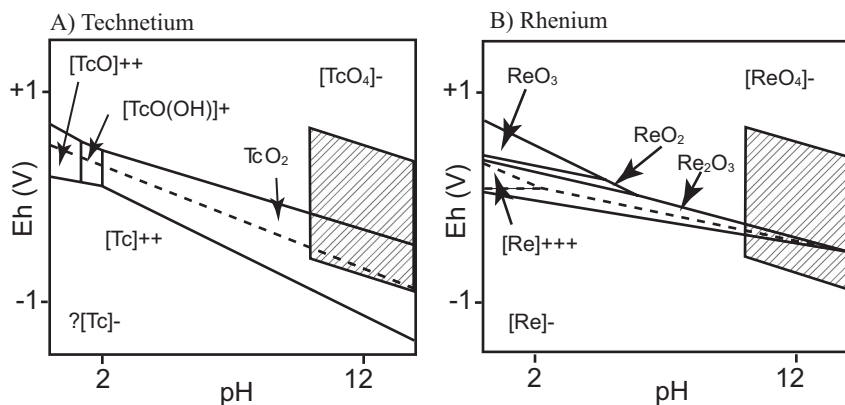 A) Technetium
[TcO]++
[TcO(OH)]+
[TcO₄]-
+1
Eh (V)
TcO₂
[Tc]++
-1
?[Tc]-
2
pH
12
B) Rhenium
ReO₃
[ReO₄]-
+1
ReO₂
Re₂O₃
Eh (V)
[Re]+++
-1
[Re]-
2
pH
12